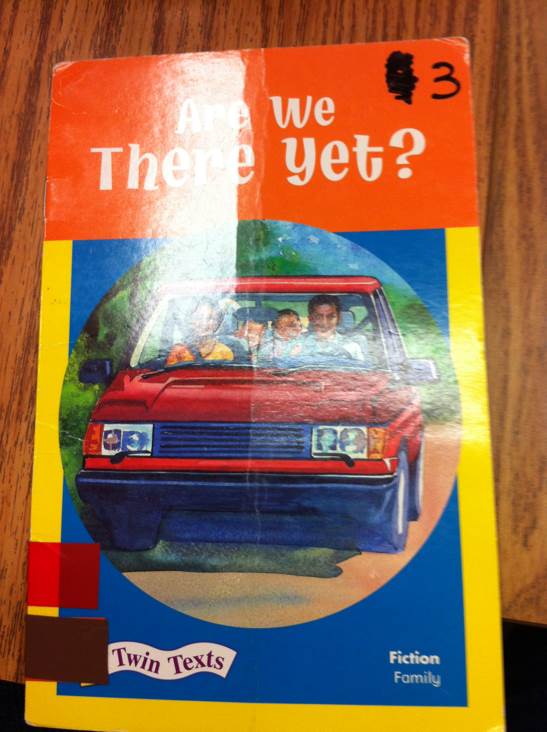 3
Are We
There Yet?
Twin Texts
Fiction
Family